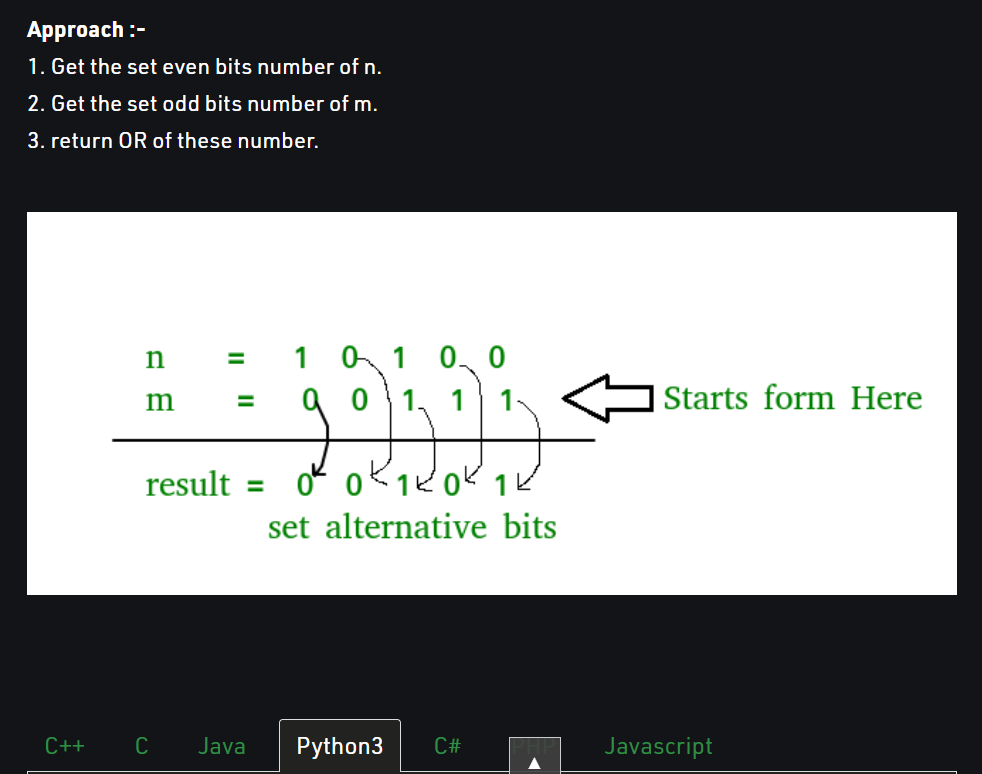 Approach :-
1. Get the set even bits number of n.
2. Get the set odd bits number of m.
3. return OR of these number.
n = 1 0 1 0 0
m = 0 0 1 1 1
Starts form Here
result = 0 0 1 0 1
set alternative bits
C++ C Java Python3 C# PHP Javascript